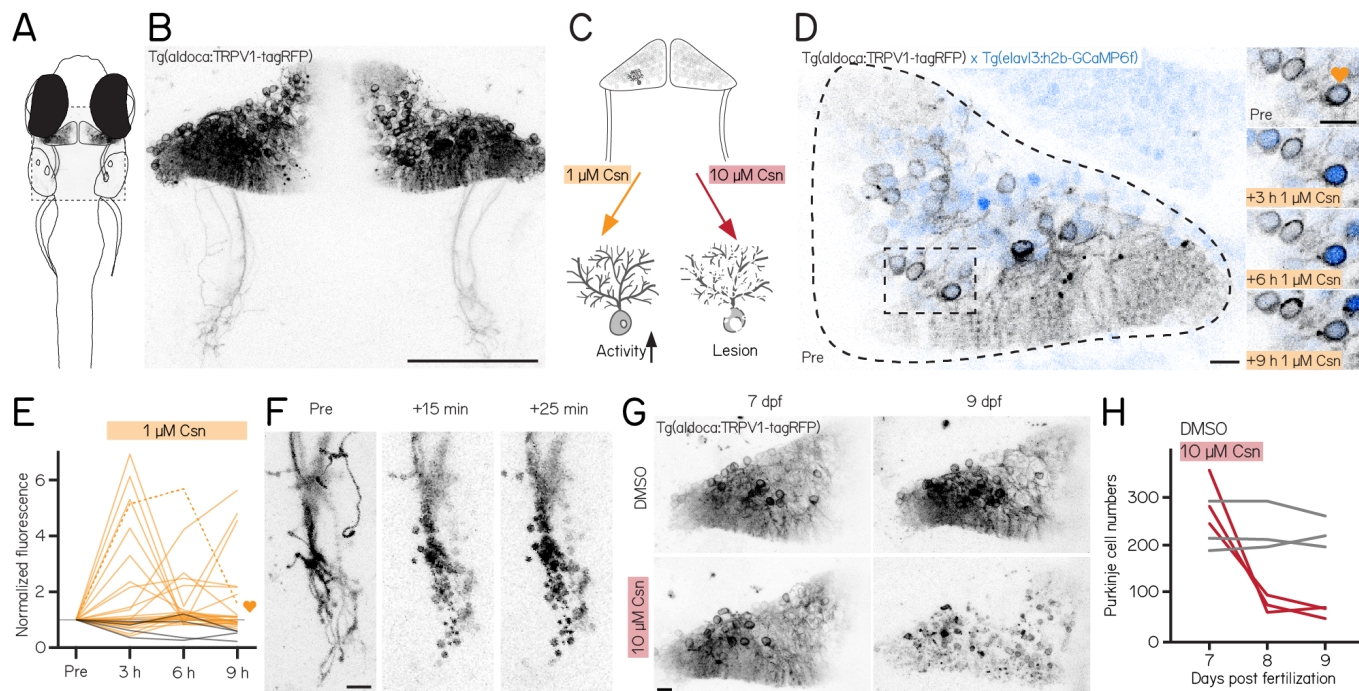 A
B
Tg(aldoca:TRPV1-tagRFP)
C
1 µM Csn
10 µM Csn
Activity
Lesion
D
Tg(aldoca:TRPV1-tagRFP) x Tg(elavl3:h2b-GCaMP6f)
Pre
Pre
+3 h 1 µM Csn
+6 h 1 µM Csn
+9 h 1 µM Csn
E
1 µM Csn
Normalized fluorescence
6
4
2
0
Pre
3 h
6 h
9 h
F
Pre
+15 min
+25 min
G
7 dpf
9 dpf
Tg(aldoca:TRPV1-tagRFP)
DMSO
10 µM Csn
H
DMSO
10 µM Csn
Purkinje cell numbers
300
200
100
0
7
8
9
Days post fertilization